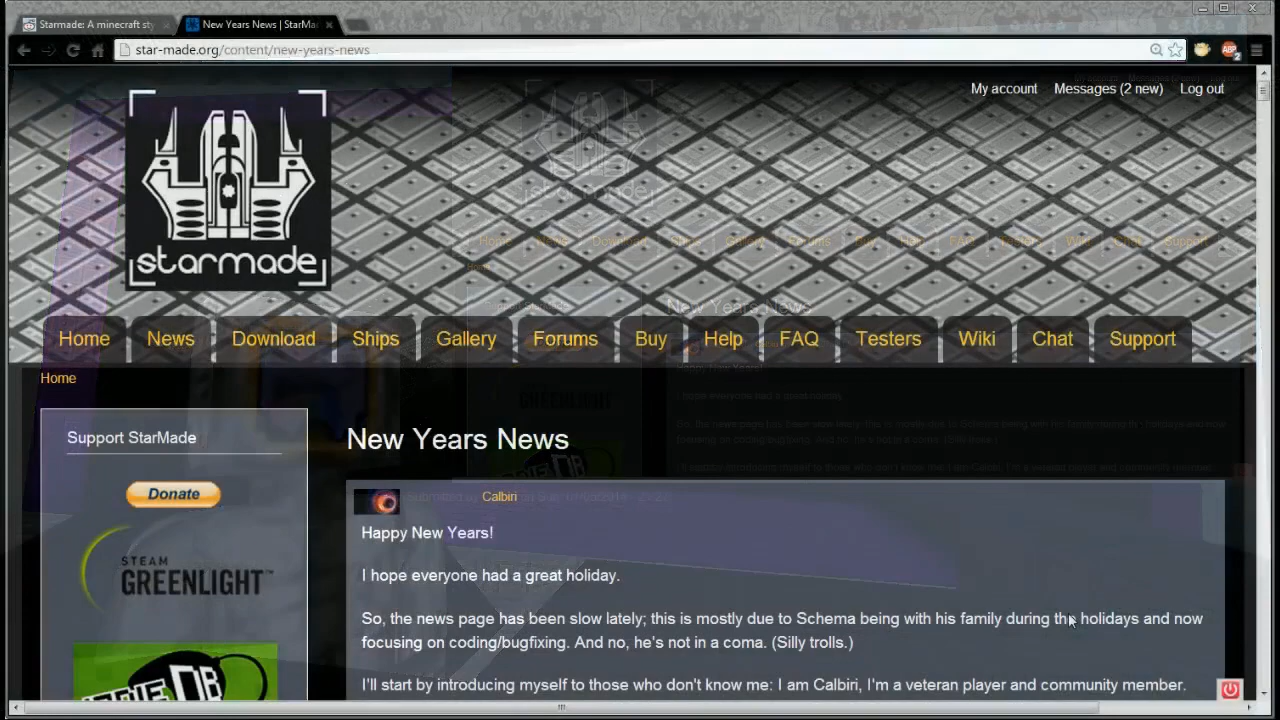 Starmade: A minecraft sty
New Years News | StarMa
star-made.org/content/new-years-news
ABP
2
My account Messages (2 new) Log out
starmade
Home News Download Ships Gallery Forums Buy Help FAQ Testers Wiki Chat Support
Home
Support StarMade
Donate
STEAM
GREENLIGHT
New Years News
Submitted by Calbiri on
Happy New Years!
I hope everyone had a great holiday.
So, the news page has been slow lately; this is mostly due to Schema being with his family during the holidays and now
focusing on coding/bugfixing. And no, he's not in a coma. (Silly trolls.)
I'll start by introducing myself to those who don't know me: I am Calbiri, I'm a veteran player and community member.